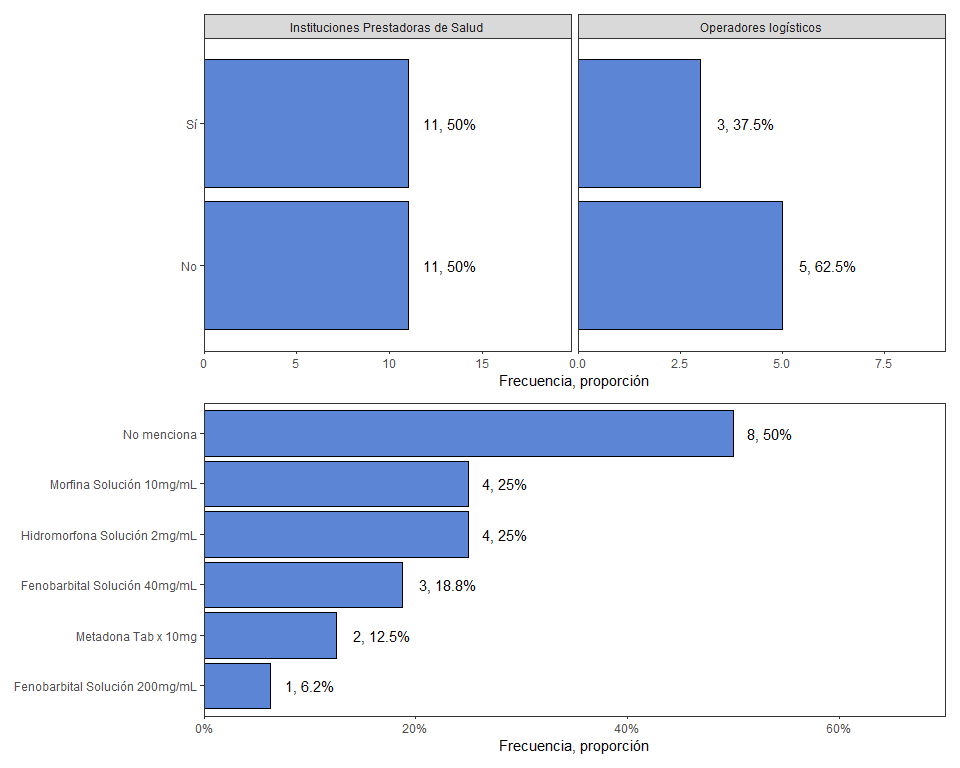 Instituciones Prestadoras de Salud
Operadores logísticos
Sí
11, 50%
3, 37.5%
No
11, 50%
5, 62.5%
0
5
10
15
0.0
2.5
5.0
7.5
Frecuencia, proporción
No menciona
8, 50%
Morfina Solución 10mg/mL
4, 25%
Hidromorfona Solución 2mg/mL
4, 25%
Fenobarbital Solución 40mg/mL
3, 18.8%
Metadona Tab x 10mg
2, 12.5%
Fenobarbital Solución 200mg/mL
1, 6.2%
0%
20%
40%
60%
Frecuencia, proporción